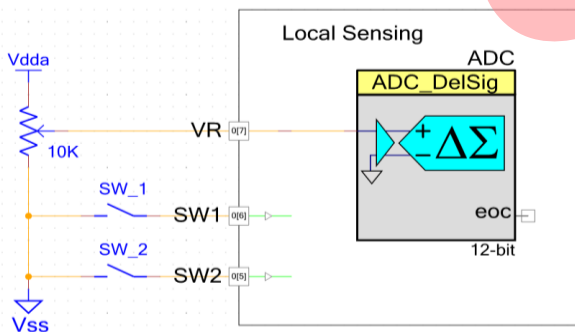 Local Sensing
ADC
Vdda
ADC_DelSig
VR
0[7]
+
ΔΣ
−
10K
SW_1
SW1
0[6]
eoc
SW_2
12-bit
SW2
0[5]
Vss